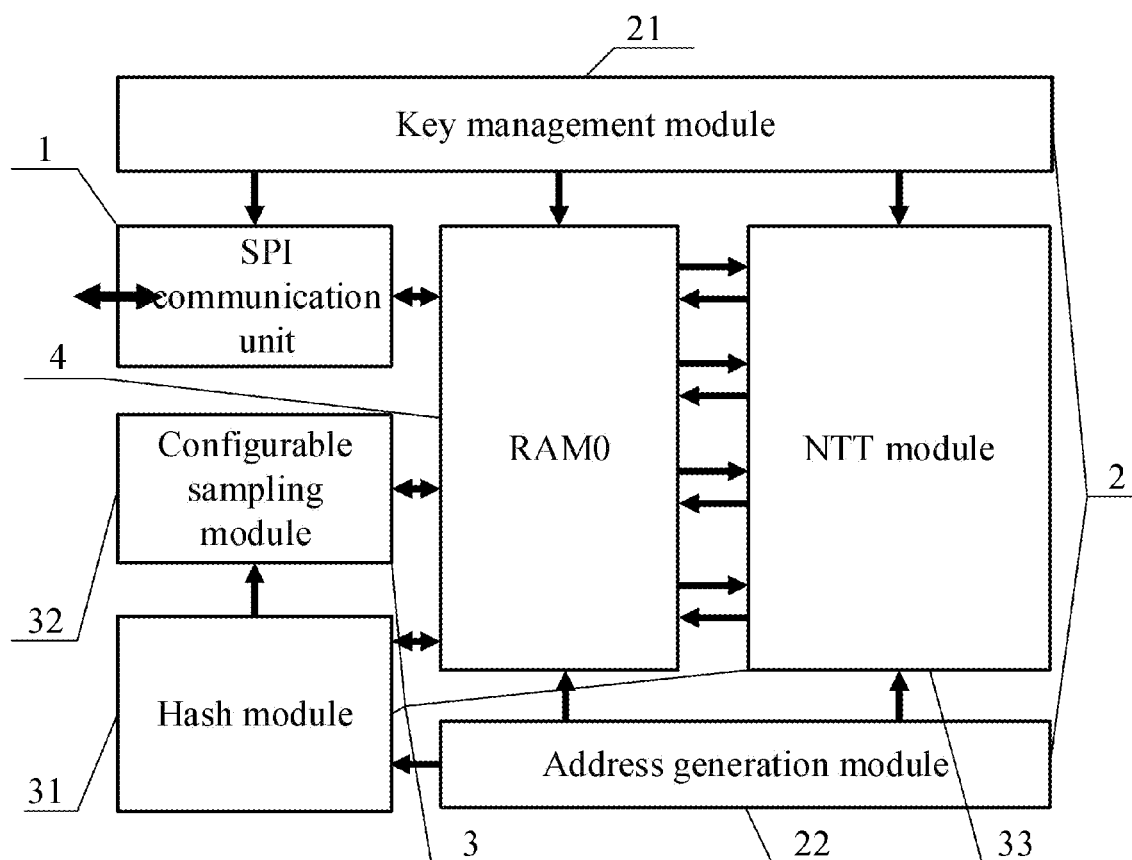 21
Key management module
1
SPI
communication
unit
4
RAM0
NTT module
Configurable
sampling
module
2
32
Hash module
Address generation module
31
3
22
33